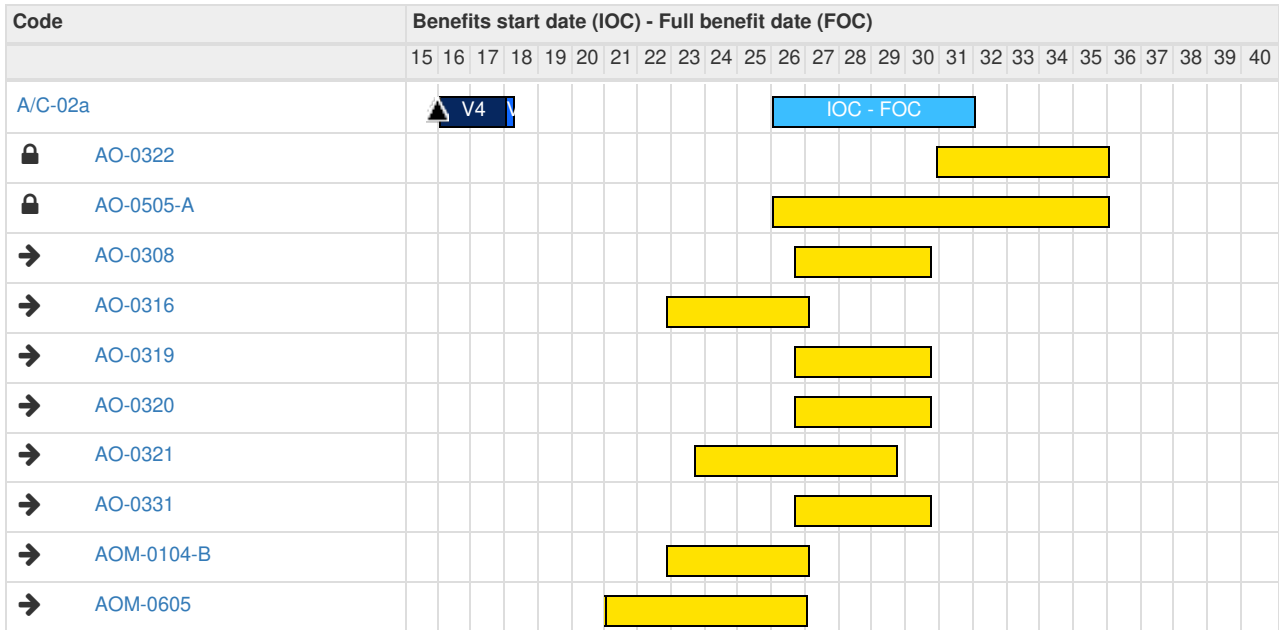 Code Benefits start date (IOC) - Full benefit date (FOC)
15 16 17 18 19 20 21 22 23 24 25 26 27 28 29 30 31 32 33 34 35 36 37 38 39 40
A/C-02a V4 V IOC - FOC
AO-0322
AO-0505-A
AO-0308
AO-0316
AO-0319
AO-0320
AO-0321
AO-0331
AOM-0104-B
AOM-0605